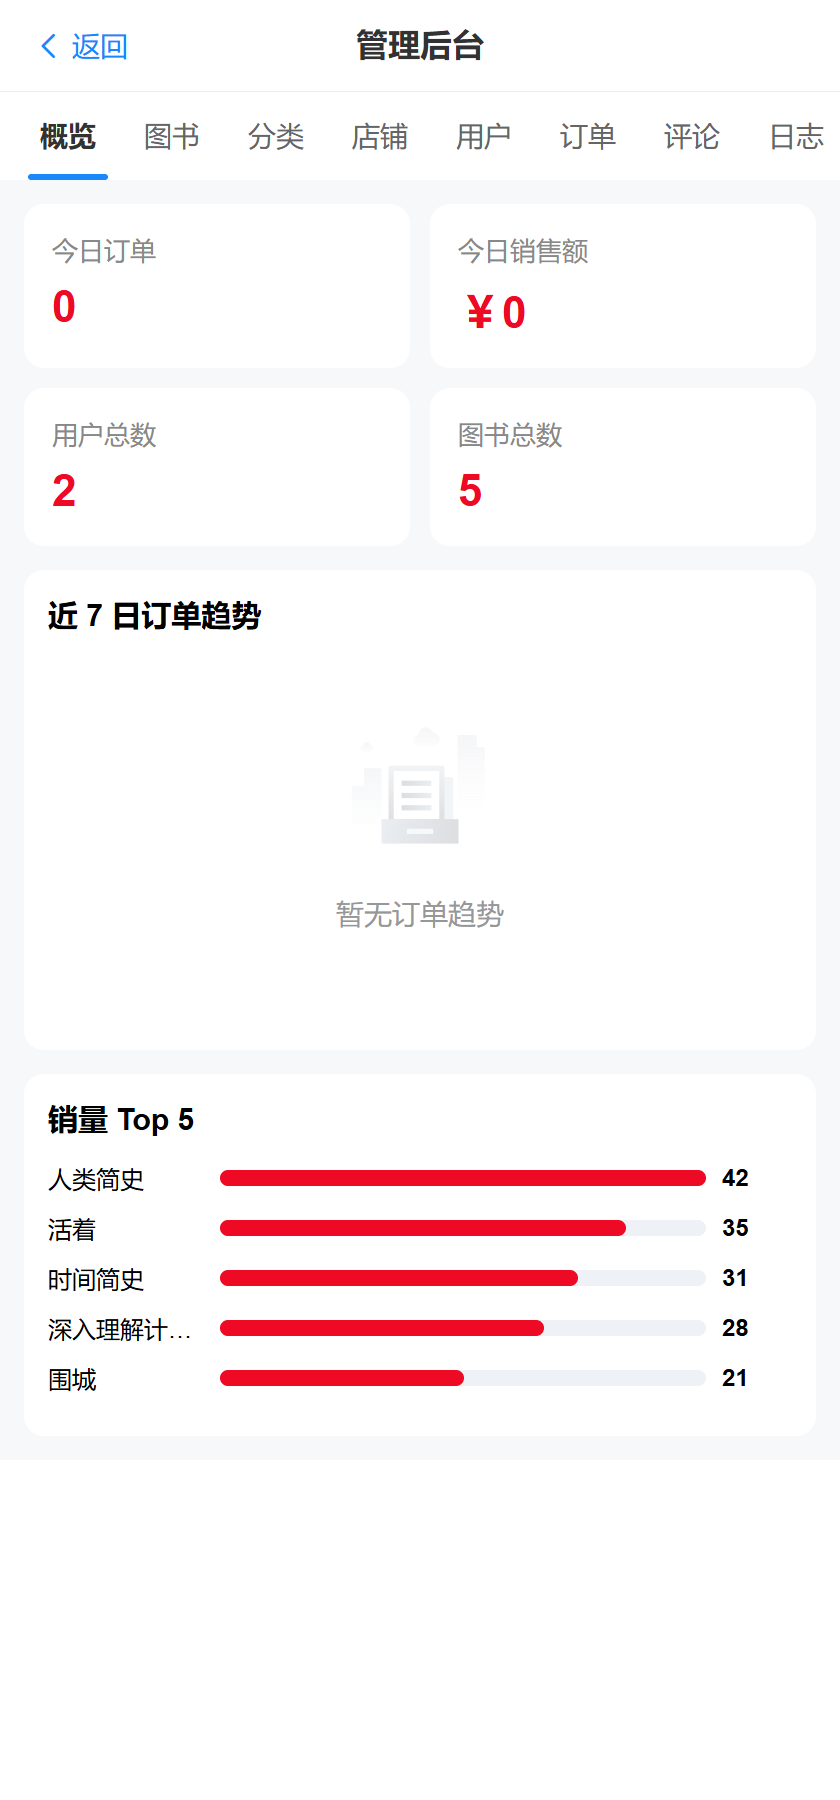 返回
管理后台
概览 图书 分类 店铺 用户 订单 评论 日志
今日订单
0
今日销售额
¥0
用户总数
2
图书总数
5
近 7 日订单趋势
暂无订单趋势
销量 Top 5
人类简史 42
活着 35
时间简史 31
深入理解计... 28
围城 21